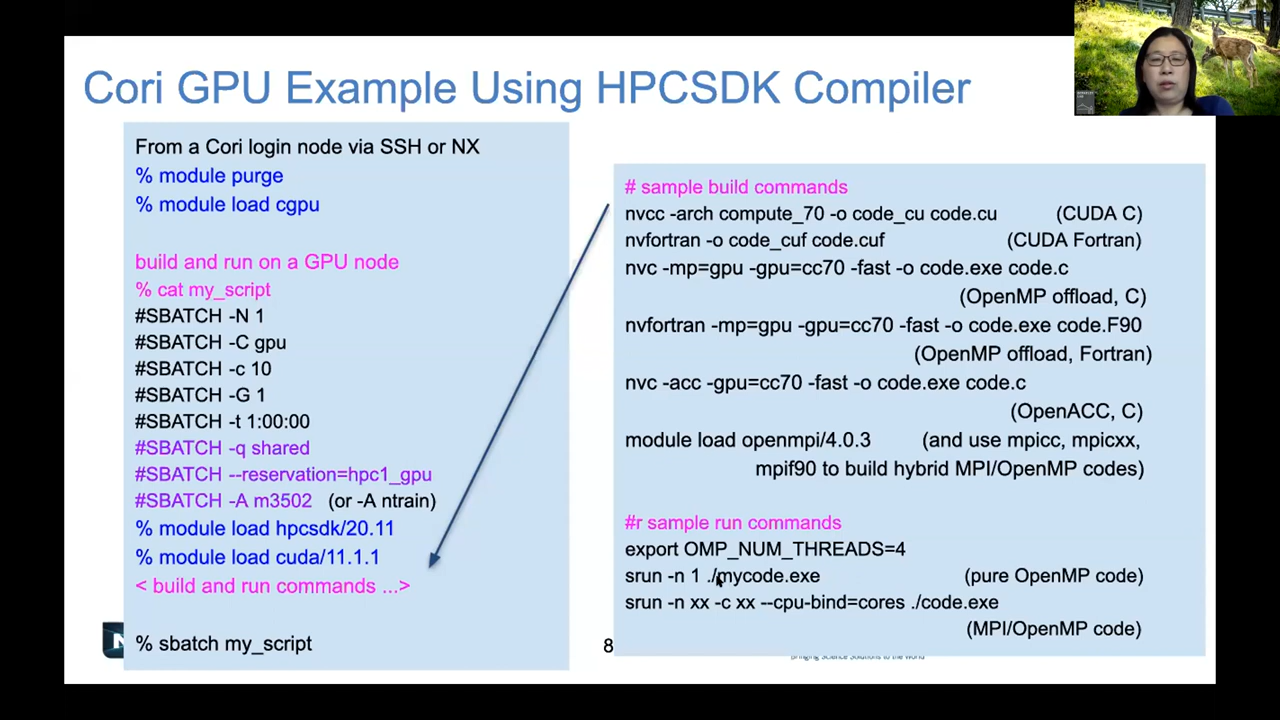 Cori GPU Example Using HPCSDK Compiler
From a Cori login node via SSH or NX
% module purge
% module load cgpu
build and run on a GPU node
% cat my_script
#SBATCH -N 1
#SBATCH -C gpu
#SBATCH -c 10
#SBATCH -G 1
#SBATCH -t 1:00:00
#SBATCH -q shared
#SBATCH --reservation=hpc1_gpu
#SBATCH -A m3502 (or -A ntrain)
% module load hpcsdk/20.11
% module load cuda/11.1.1
< build and run commands ...>
% sbatch my_script
# sample build commands
nvcc -arch compute_70 -o code_cu code.cu (CUDA C)
nvfortran -o code_cuf code.cuf (CUDA Fortran)
nvc -mp=gpu -gpu=cc70 -fast -o code.exe code.c
(OpenMP offload, C)
nvfortran -mp=gpu -gpu=cc70 -fast -o code.exe code.F90
(OpenMP offload, Fortran)
nvc -acc -gpu=cc70 -fast -o code.exe code.c
(OpenACC, C)
module load openmpi/4.0.3 (and use mpicc, mpicxx,
mpif90 to build hybrid MPI/OpenMP codes)
#r sample run commands
export OMP_NUM_THREADS=4
srun -n 1 ./mycode.exe (pure OpenMP code)
srun -n xx -c xx --cpu-bind=cores ./code.exe
(MPI/OpenMP code)
8
Bringing Science Solutions to the World